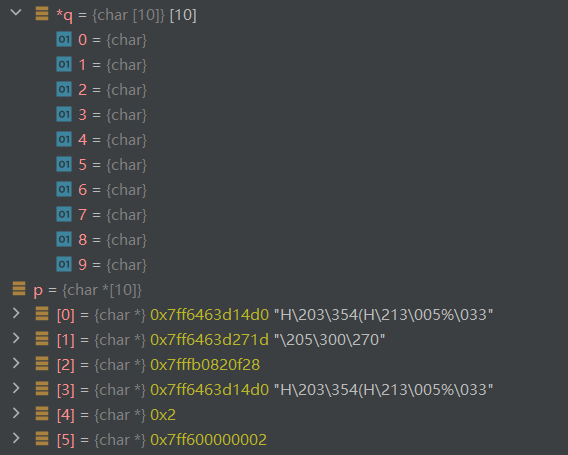 *q = {char [10]} [10]
01 0 = {char}
01 1 = {char}
01 2 = {char}
01 3 = {char}
01 4 = {char}
01 5 = {char}
01 6 = {char}
01 7 = {char}
01 8 = {char}
01 9 = {char}
p = {char *[10]}
[0] = {char *} 0x7ff6463d14d0 "H\203\354(H\213\005%\033"
[1] = {char *} 0x7ff6463d271d "\205\300\270"
[2] = {char *} 0x7fffb0820f28
[3] = {char *} 0x7ff6463d14d0 "H\203\354(H\213\005%\033"
[4] = {char *} 0x2
[5] = {char *} 0x7ff600000002